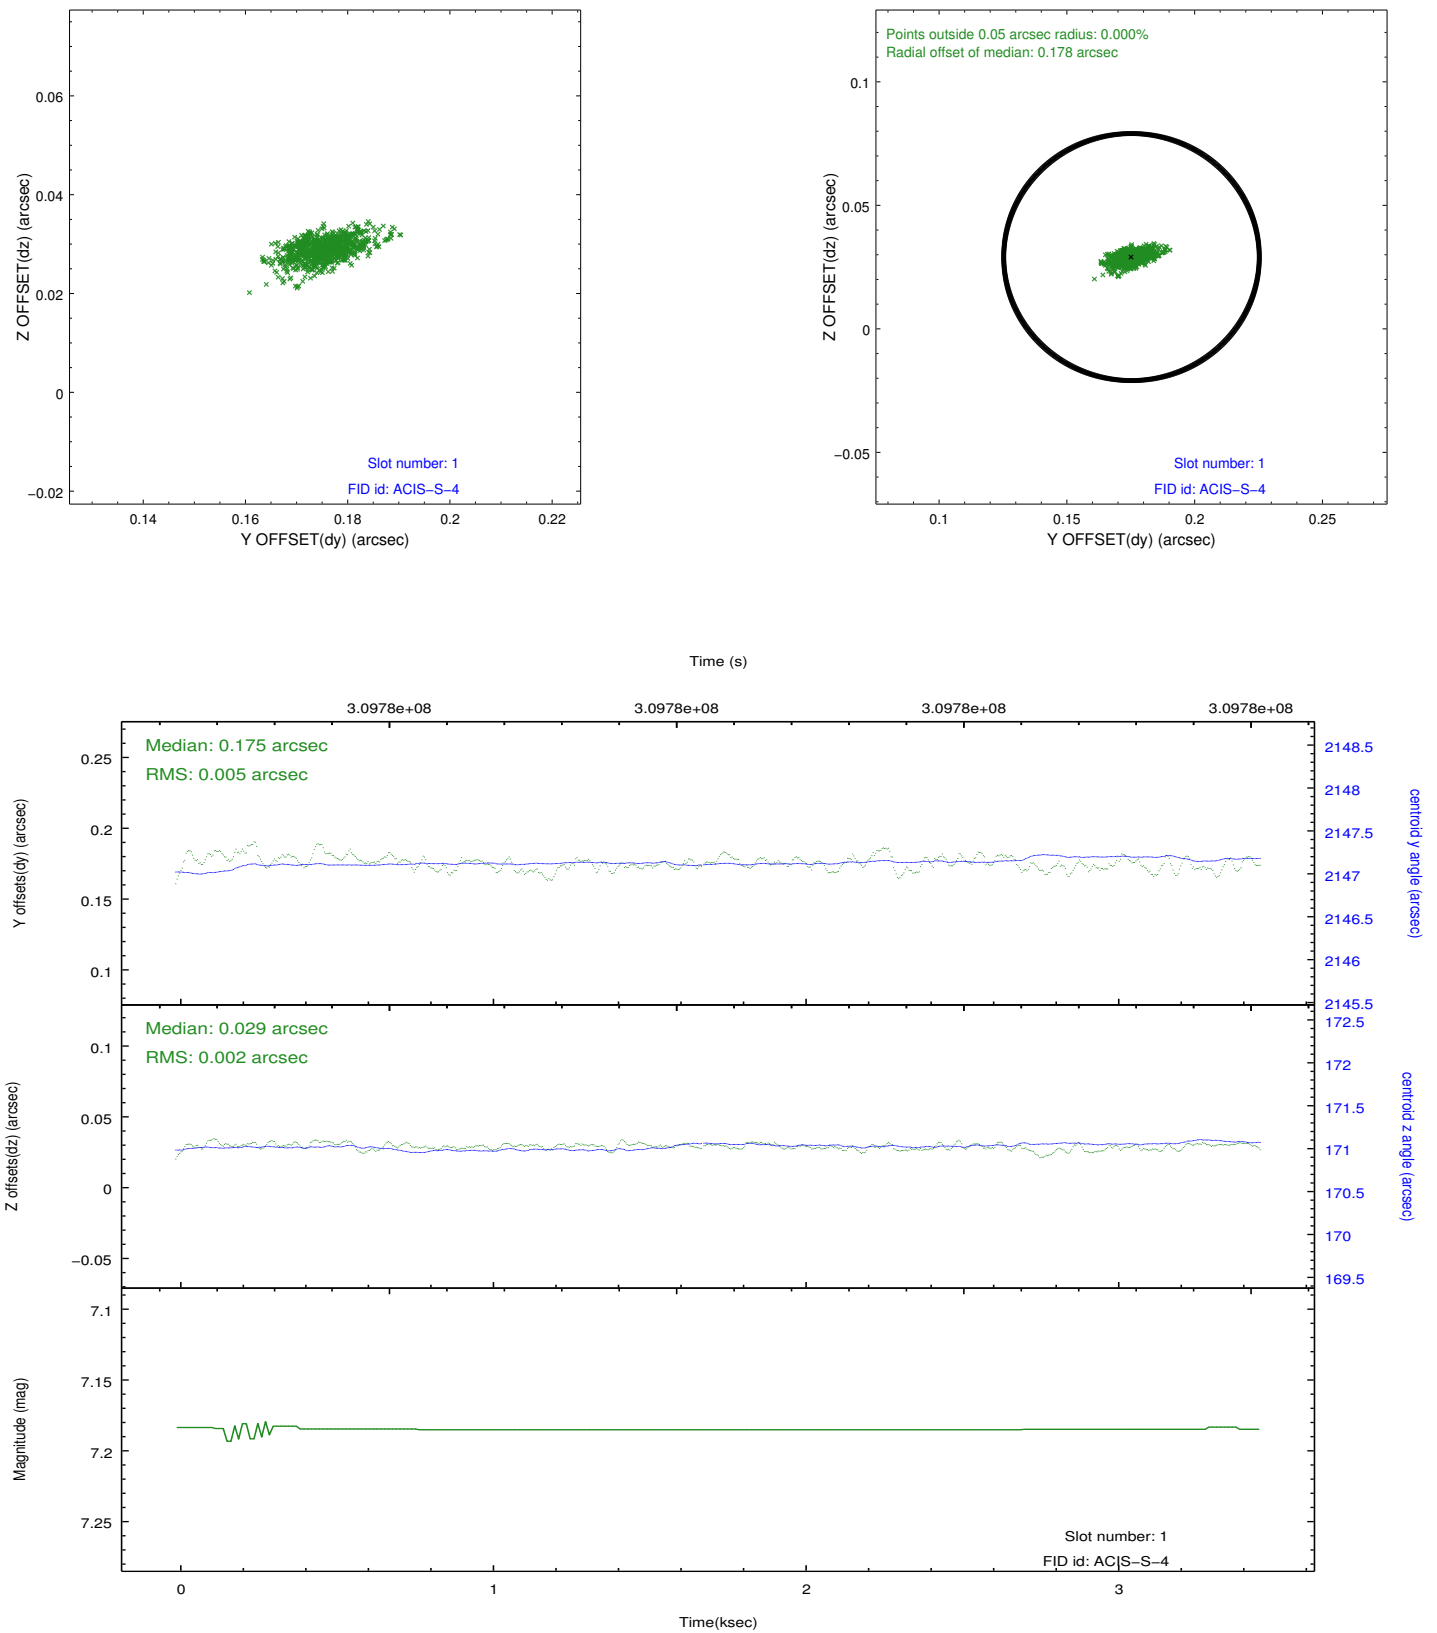 0.06
0.04
0.02
0
−0.02
Z OFFSET(dz) (arcsec)
Slot number: 1
FID id: ACIS−S−4
0.14 0.16 0.18 0.2 0.22
Y OFFSET(dy) (arcsec)
Points outside 0.05 arcsec radius: 0.000%
Radial offset of median: 0.178 arcsec
0.1
0.05
0
−0.05
Z OFFSET(dz) (arcsec)
Slot number: 1
FID id: ACIS−S−4
0.1 0.15 0.2 0.25
Y OFFSET(dy) (arcsec)
Time (s)
3.0978e+08 3.0978e+08 3.0978e+08 3.0978e+08
Median: 0.175 arcsec
RMS: 0.005 arcsec
0.25
0.2
0.15
0.1
Y offsets(dy) (arcsec)
2148.5
2148
2147.5
2147
2146.5
2146
2145.5
centroid y angle (arcsec)
Median: 0.029 arcsec
RMS: 0.002 arcsec
0.1
0.05
0
−0.05
Z offsets(dz) (arcsec)
172.5
172
171.5
171
170.5
170
169.5
centroid z angle (arcsec)
7.1
7.15
7.2
7.25
Magnitude (mag)
Slot number: 1
FID id: ACIS−S−4
0 1 2 3
Time(ksec)